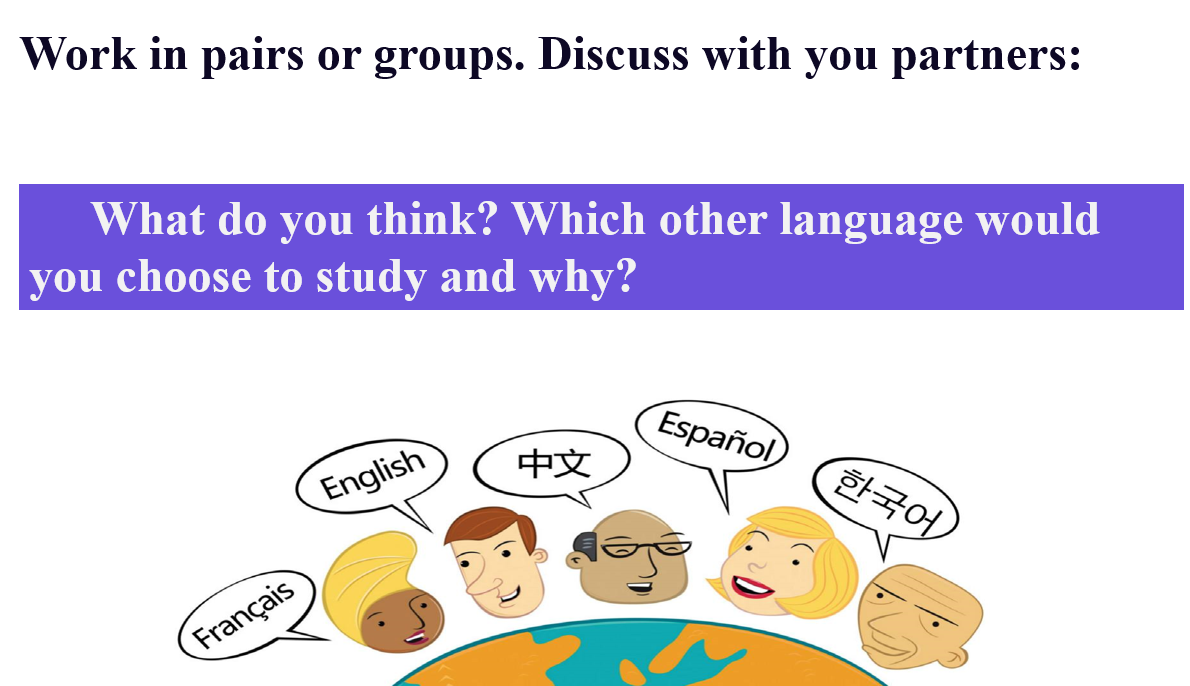 Work in pairs or groups. Discuss with you partners:
What do you think? Which other language would
you choose to study and why?
Français
English
中文
Español
한국어